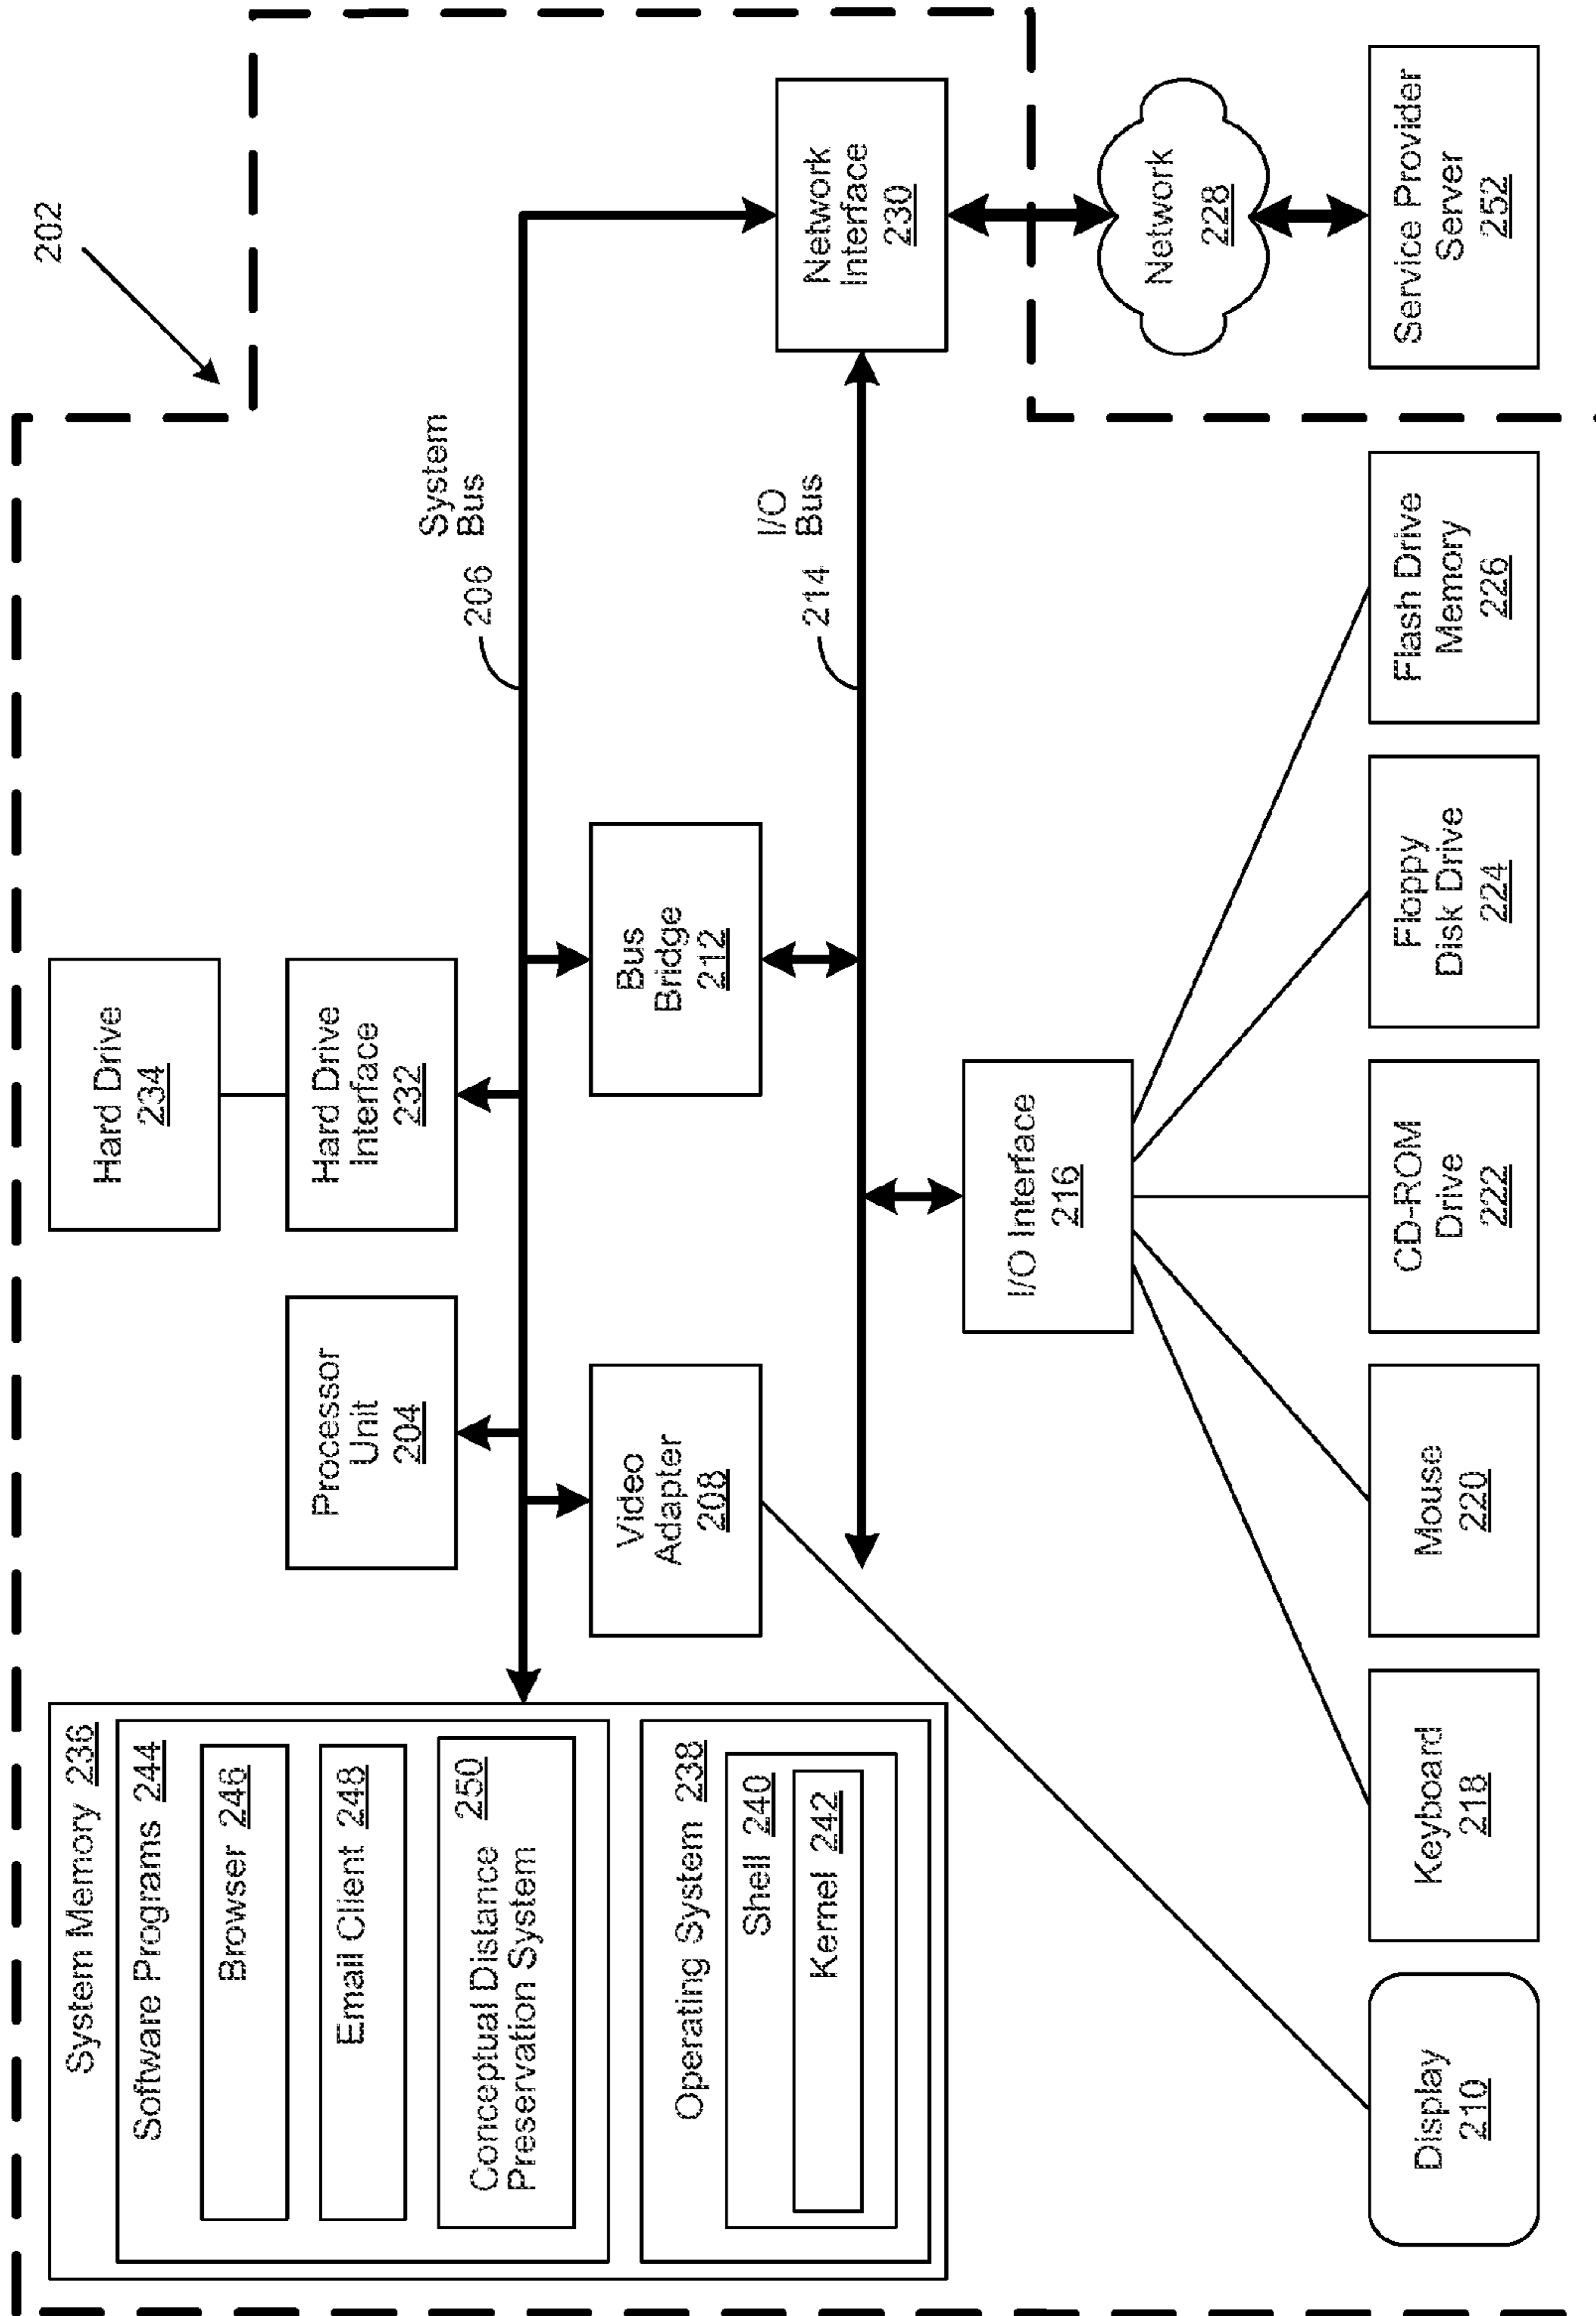 202
System Memory 236
Software Programs 244
Browser 246
Email Client 248
Conceptual Distance 250
Preservation System
Operating System 238
Shell 240
Kernel 242
Hard Drive
234
Processor
Unit
204
Hard Drive
Interface
232
System
Bus
206
Video
Adapter
208
Bus
Bridge
212
I/O
Bus
214
Network
Interface
230
I/O Interface
216
Network
228
Display
210
Keyboard
218
Mouse
220
CD-ROM
Drive
222
Floppy
Disk Drive
224
Flash Drive
Memory
226
Service Provider
Server
252